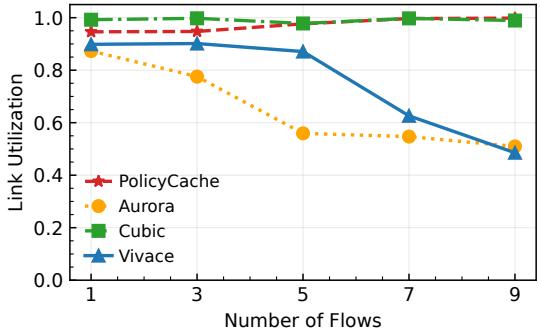 1.0
0.8
0.6
0.4
0.2
0.0
Link Utilization
PolicyCache
Aurora
Cubic
Vivace
1 3 5 7 9
Number of Flows